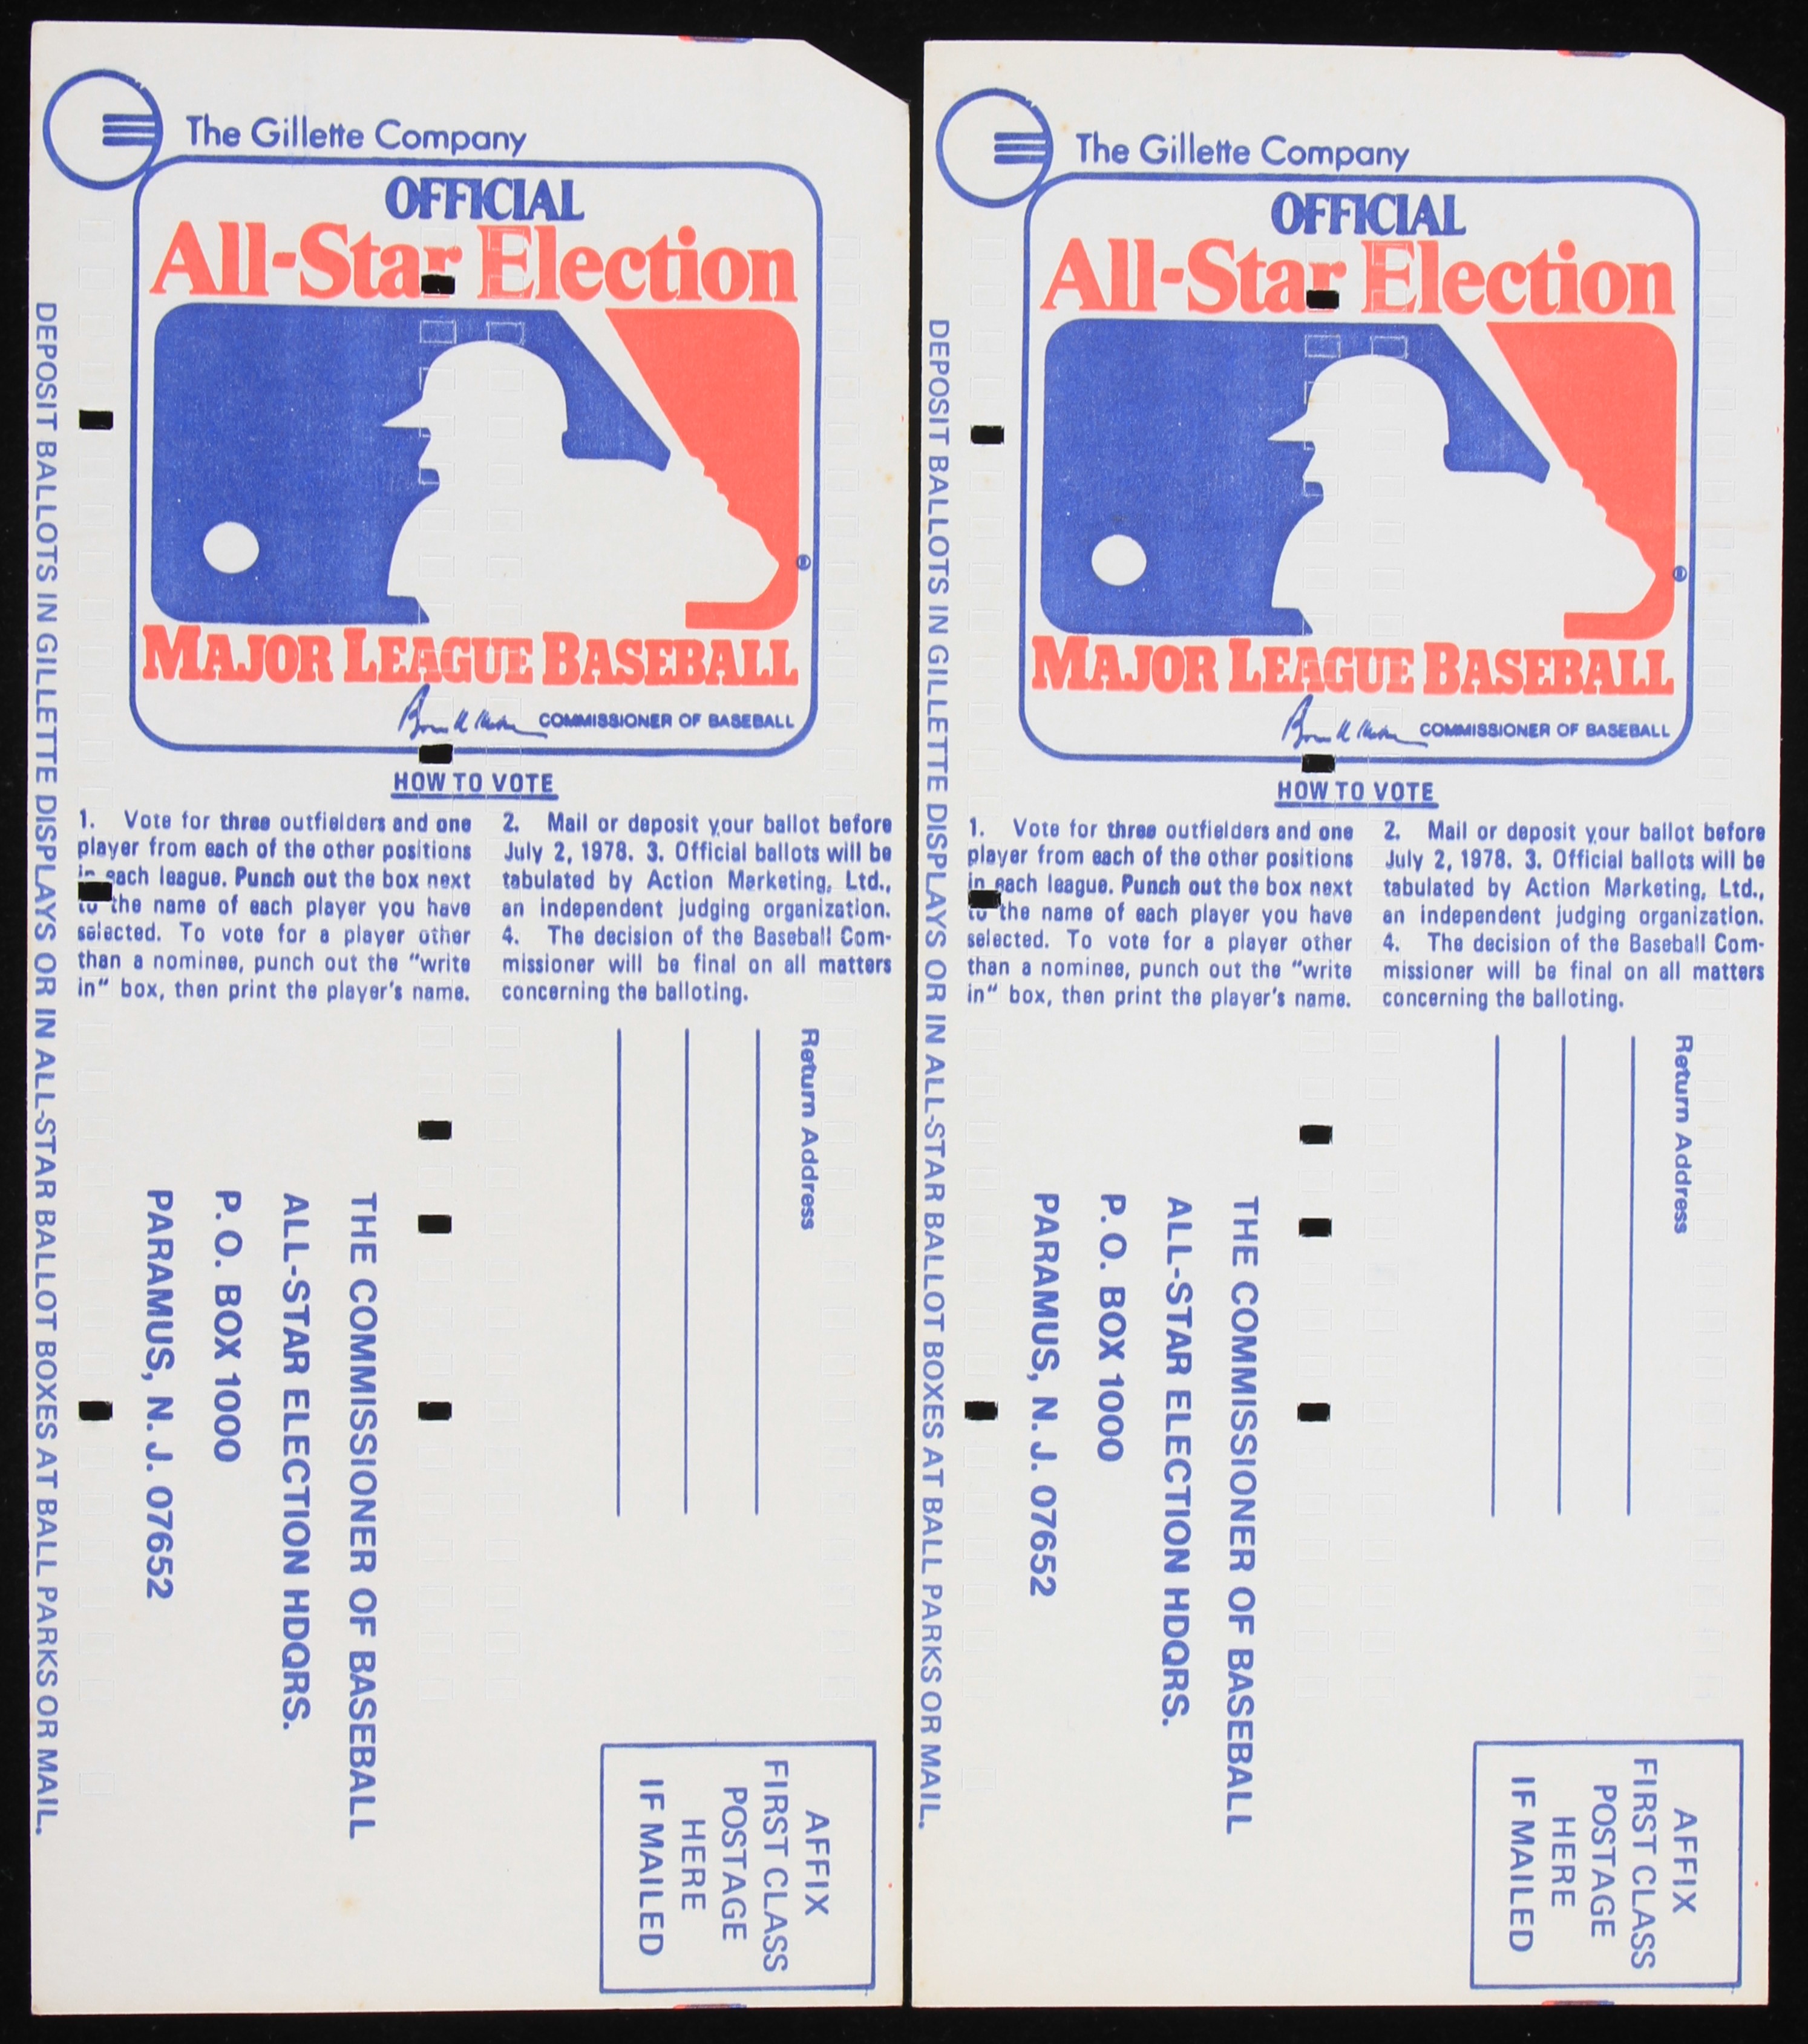 The Gillette Company
OFFICIAL
All-Star Election
MAJOR LEAGUE BASEBALL
COMMISSIONER OF BASEBALL
HOW TO VOTE
1. Vote for three outfielders and one
player from each of the other positions
in each league. Punch out the box next
to the name of each player you have
selected. To vote for a player other
than a nominee, punch out the "write
in" box, then print the player's name.
2. Mail or deposit your ballot before
July 2, 1978. 3. Official ballots will be
tabulated by Action Marketing, Ltd.,
an independent judging organization.
4. The decision of the Baseball Com-
missioner will be final on all matters
concerning the balloting.
Return Address
THE COMMISSIONER OF BASEBALL
ALL-STAR ELECTION HDQRS.
P. O. BOX 1000
PARAMUS, N. J. 07652
AFFIX
FIRST CLASS
POSTAGE
HERE
IF MAILED
DEPOSIT BALLOTS IN GILLETTE DISPLAYS OR IN ALL-STAR BALLOT BOXES AT BALL PARKS OR MAIL.
The Gillette Company
OFFICIAL
All-Star Election
MAJOR LEAGUE BASEBALL
COMMISSIONER OF BASEBALL
HOW TO VOTE
1. Vote for three outfielders and one
player from each of the other positions
in each league. Punch out the box next
to the name of each player you have
selected. To vote for a player other
than a nominee, punch out the "write
in" box, then print the player's name.
2. Mail or deposit your ballot before
July 2, 1978. 3. Official ballots will be
tabulated by Action Marketing, Ltd.,
an independent judging organization.
4. The decision of the Baseball Com-
missioner will be final on all matters
concerning the balloting.
Return Address
THE COMMISSIONER OF BASEBALL
ALL-STAR ELECTION HDQRS.
P. O. BOX 1000
PARAMUS, N. J. 07652
AFFIX
FIRST CLASS
POSTAGE
HERE
IF MAILED
DEPOSIT BALLOTS IN GILLETTE DISPLAYS OR IN ALL-STAR BALLOT BOXES AT BALL PARKS OR MAIL.